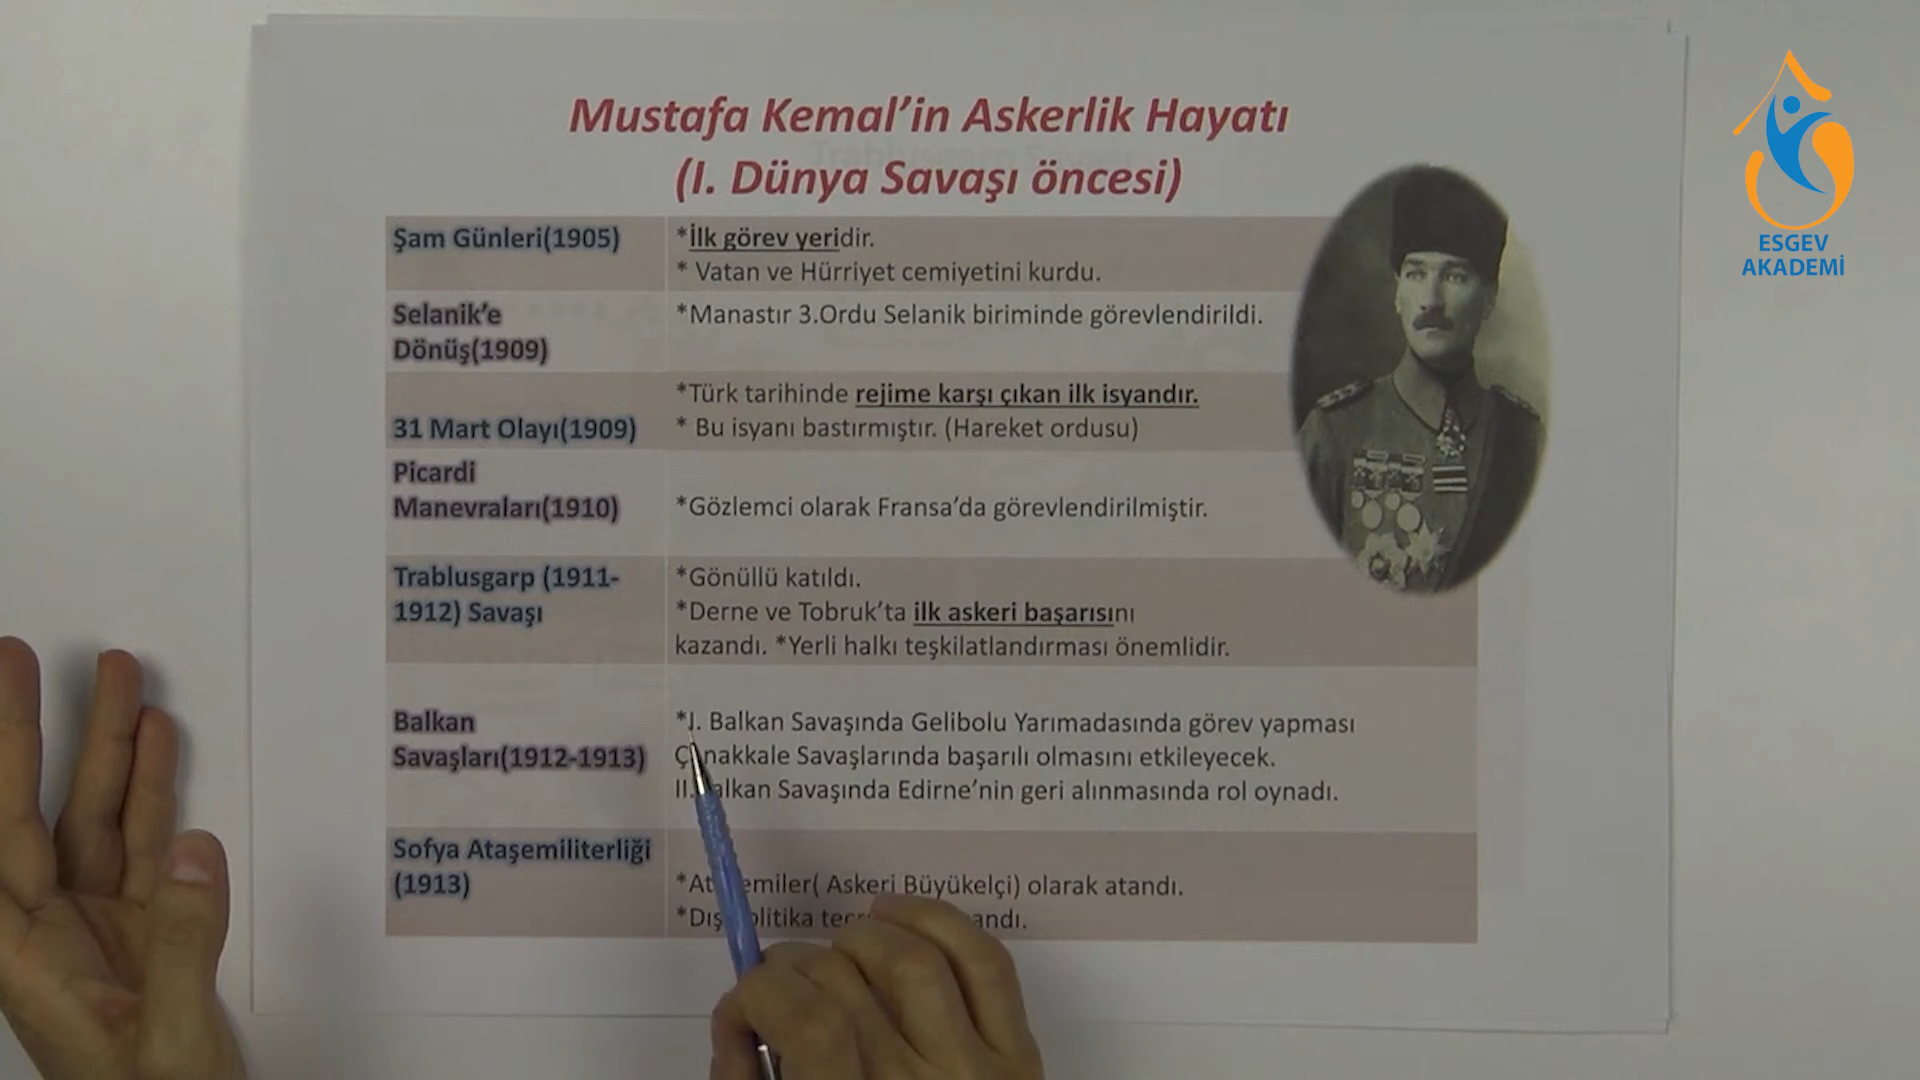 Mustafa Kemal'in Askerlik Hayatı
(I. Dünya Savaşı öncesi)
ESGEV
AKADEMİ
Şam Günleri(1905)
*İlk görev yeridir.
* Vatan ve Hürriyet cemiyetini kurdu.
Selanik'e
Dönüş(1909)
*Manastır 3.Ordu Selanik biriminde görevlendirildi.
31 Mart Olayı(1909)
*Türk tarihinde rejime karşı çıkan ilk isyandır.
* Bu isyanı bastırmıştır. (Hareket ordusu)
Picardi
Manevraları(1910)
*Gözlemci olarak Fransa'da görevlendirilmiştir.
Trablusgarp (1911-
1912) Savaşı
*Gönüllü katıldı.
*Derne ve Tobruk'ta ilk askeri başarısını
kazandı. *Yerli halkı teşkilatlandırması önemlidir.
Balkan
Savaşları(1912-1913)
*I. Balkan Savaşında Gelibolu Yarımadasında görev yapması
Savaşlarında başarılı olmasını etkileyecek.
II. Savaşında Edirne'nin geri alınmasında rol oynadı.
Sofya Ataşemiliterliği
(1913)
( Askeri Büyükelçi) olarak atandı.